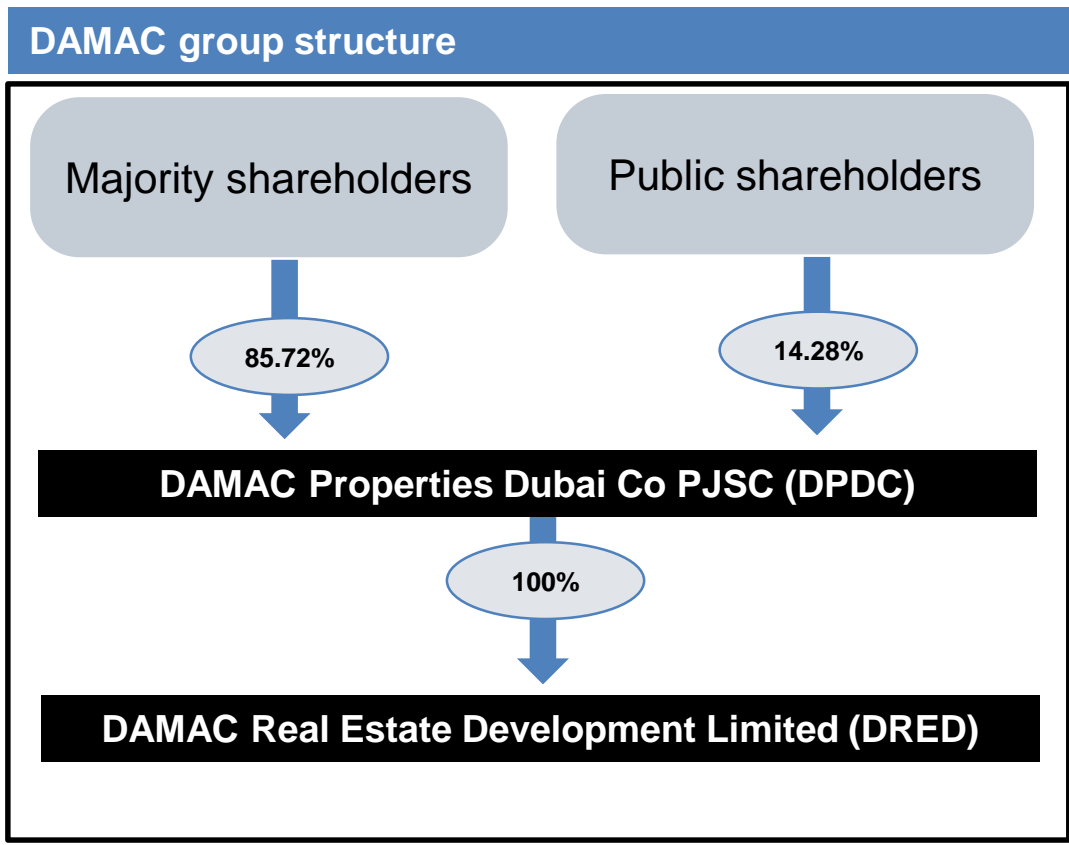 DAMAC group structure
Majority shareholders
Public shareholders
85.72%
14.28%
DAMAC Properties Dubai Co PJSC (DPDC)
100%
DAMAC Real Estate Development Limited (DRED)